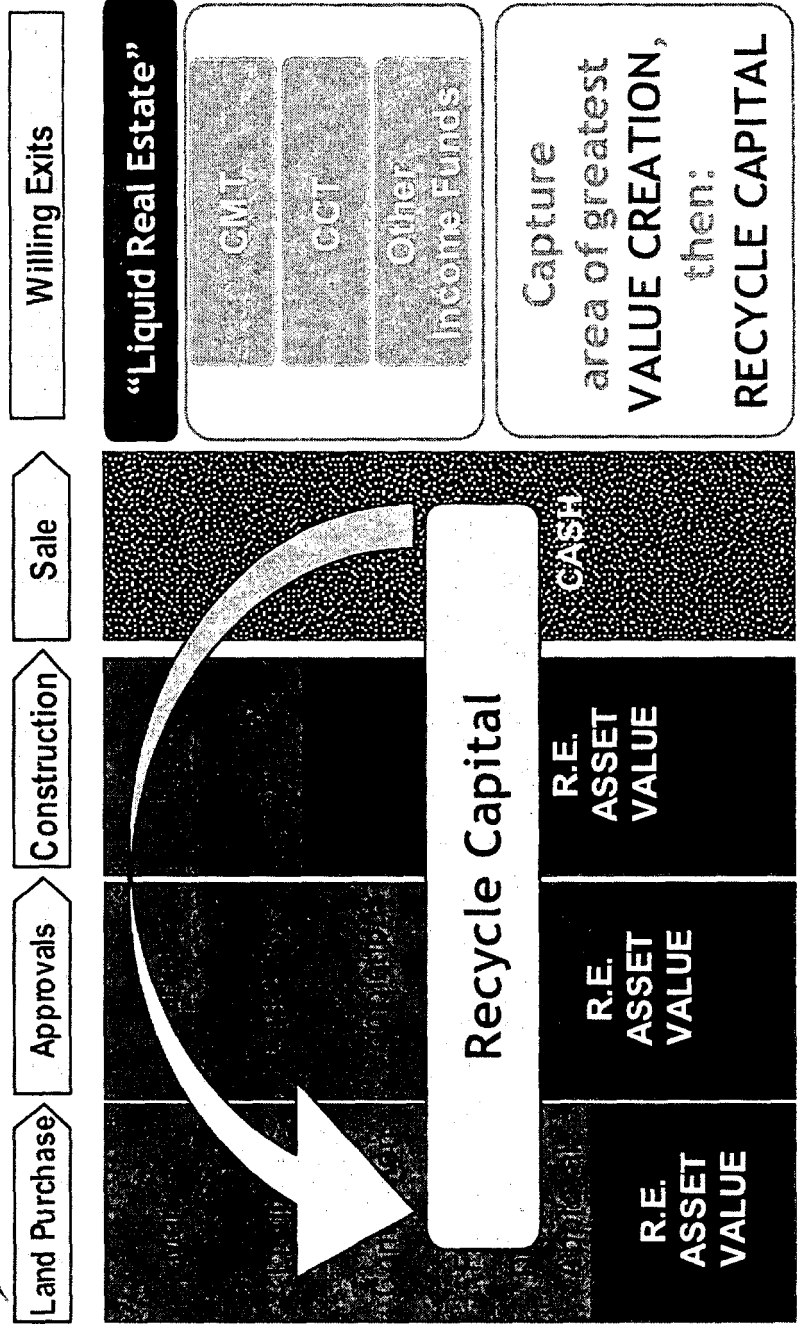 Land Purchase
Approvals
Construction
Sale
Willing Exits
R.E.
ASSET
VALUE
R.E.
ASSET
VALUE
R.E.
ASSET
VALUE
CASH
Recycle Capital
“Liquid Real Estate”
CMT
CCT
Other
Income Funds
Capture
area of greatest
VALUE CREATION,
then:
RECYCLE CAPITAL